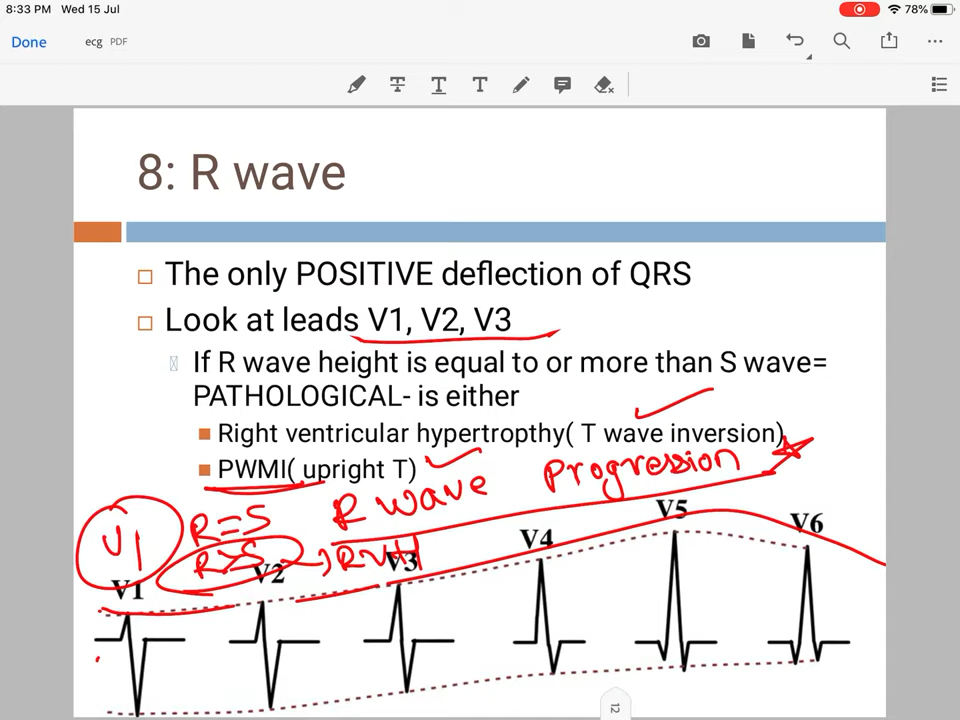 8:33 PM Wed 15 Jul
78%
Done
ecg PDF
8: R wave
The only POSITIVE deflection of QRS
Look at leads V1, V2, V3
If R wave height is equal to or more than S wave=
PATHOLOGICAL- is either
Right ventricular hypertropthy( T wave inversion)
PWMI( upright T)
R wave Progression
V1
R=S
R>S
RVH
V1
V2
V3
V4
V5
V6
12